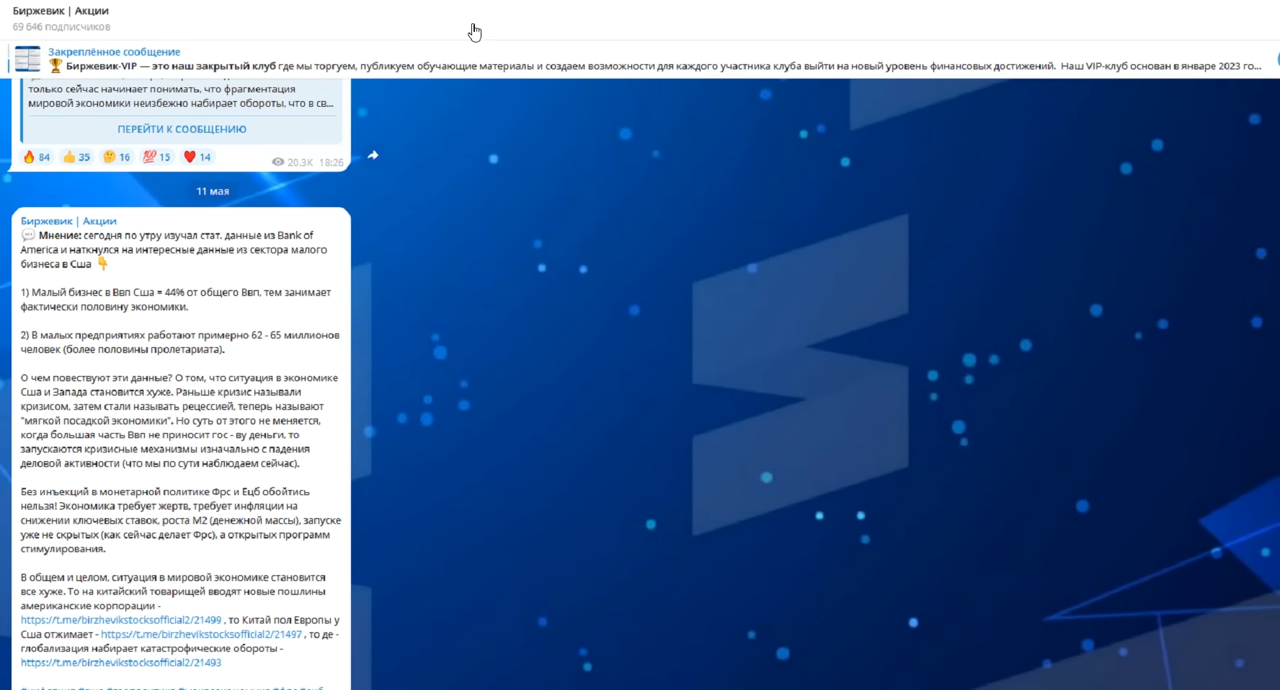 Биржевик | Акции
69 646 подписчиков
Закреплённое сообщение
🏆 Биржевик-VIP — это наш закрытый клуб где мы торгуем, публикуем обучающие материалы и создаем возможности для каждого участника клуба выйти на новый уровень финансовых достижений. Наш VIP-клуб основан в январе 2023 го...
только сейчас начинает понимать, что фрагментация
мировой экономики неизбежно набирает обороты, что в св...
ПЕРЕЙТИ К СООБЩЕНИЮ
🔥 84 👍 35 🤔 16 💯 15 ❤️ 14
20.3K 18:26
11 мая
Биржевик | Акции
💬 Мнение: сегодня по утру изучал стат. данные из Bank of
America и наткнулся на интересные данные из сектора малого
бизнеса в Сша 👇
1) Малый бизнес в Ввп Сша = 44% от общего Ввп, тем занимает
фактически половину экономики.
2) В малых предприятиях работают примерно 62 - 65 миллионов
человек (более половины пролетариата).
О чем повествуют эти данные? О том, что ситуация в экономике
Сша и Запада становится хуже. Раньше кризис называли
кризисом, затем стали называть рецессией, теперь называют
"мягкой посадкой экономики". Но суть от этого не меняется,
когда большая часть Ввп не приносит гос - ву деньги, то
запускаются кризисные механизмы изначально с падения
деловой активности (что мы по сути наблюдаем сейчас).
Без инъекций в монетарной политике Фрс и Ецб обойтись
нельзя! Экономика требует жертв, требует инфляции на
снижении ключевых ставок, роста М2 (денежной массы), запуске
уже не скрытых (как сейчас делает Фрс), а открытых программ
стимулирования.
В общем и целом, ситуация в мировой экономике становится
все хуже. То на китайский товарищей вводят новые пошлины
американские корпорации -
https://t.me/birzhevikstocksofficial2/21499 , то Китай пол Европы у
Сша отжимает - https://t.me/birzhevikstocksofficial2/21497 , то де -
глобализация набирает катастрофические обороты -
https://t.me/birzhevikstocksofficial2/21493